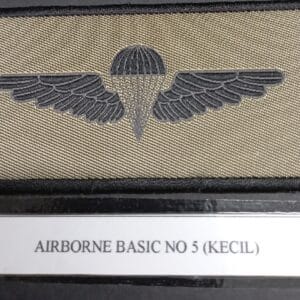 AIRBORNE BASIC NO 5 (KECIL)